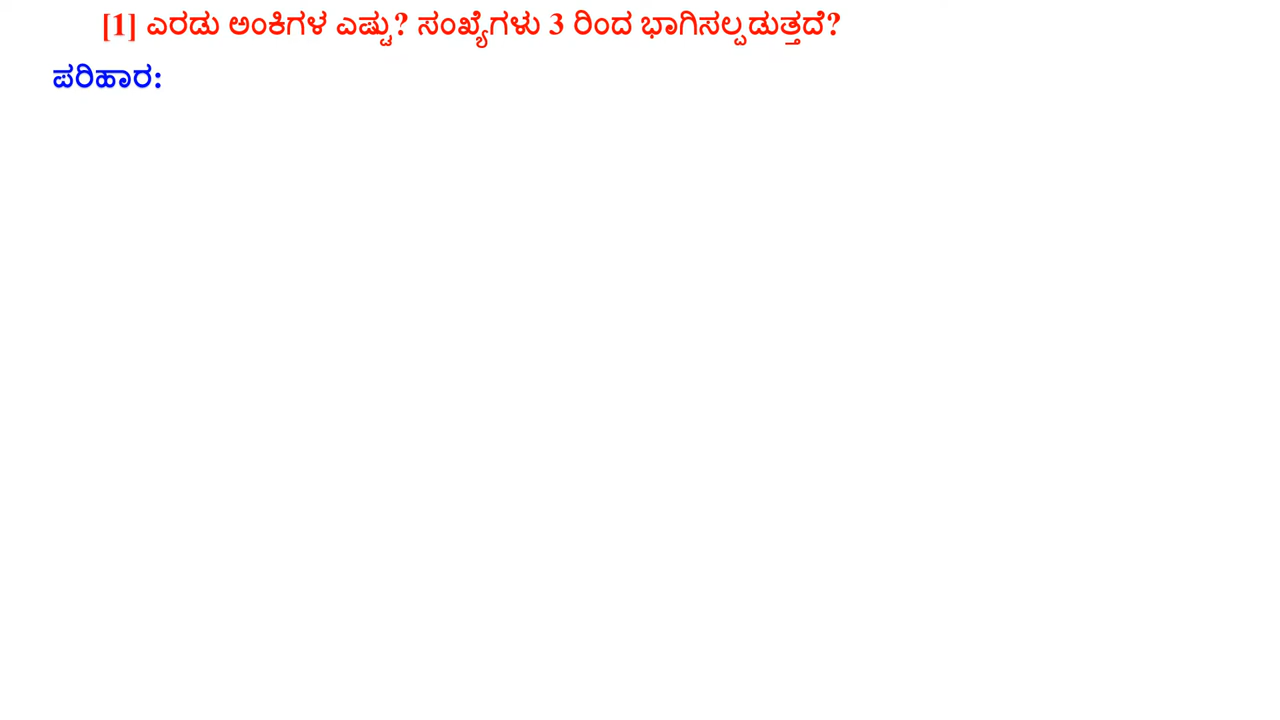 [1] ಎರಡು ಅಂಕಿಗಳ ಎಷ್ಟು? ಸಂಖ್ಯೆಗಳು 3 ರಿಂದ ಭಾಗಿಸಲ್ಪಡುತ್ತದೆ?
ಪರಿಹಾರ: